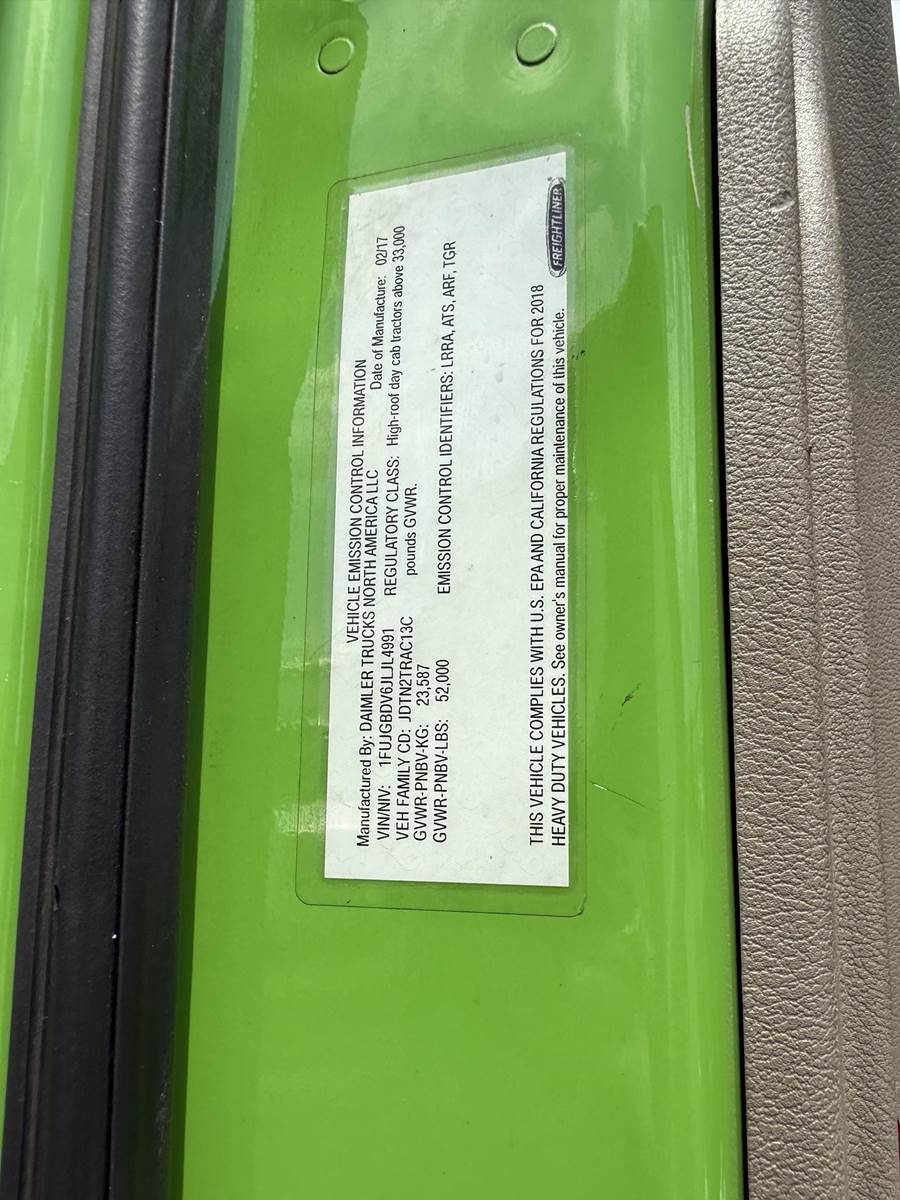 VEHICLE EMISSION CONTROL INFORMATION
Manufactured By: DAIMLER TRUCKS NORTH AMERICA LLC Date of Manufacture: 02/17
VIN/NIV: 1FUJGBDV6JLJL4991 REGULATORY CLASS: High-roof day cab tractors above 33,000
VEH FAMILY CD: JDTN2TRAC13C pounds GVWR.
GVWR-PNBV-KG: 23,587
GVWR-PNBV-LBS: 52,000 EMISSION CONTROL IDENTIFIERS: LRRA, ATS, ARF, TGR
THIS VEHICLE COMPLIES WITH U.S. EPA AND CALIFORNIA REGULATIONS FOR 2018
HEAVY DUTY VEHICLES. See owner's manual for proper maintenance of this vehicle.
FREIGHTLINER